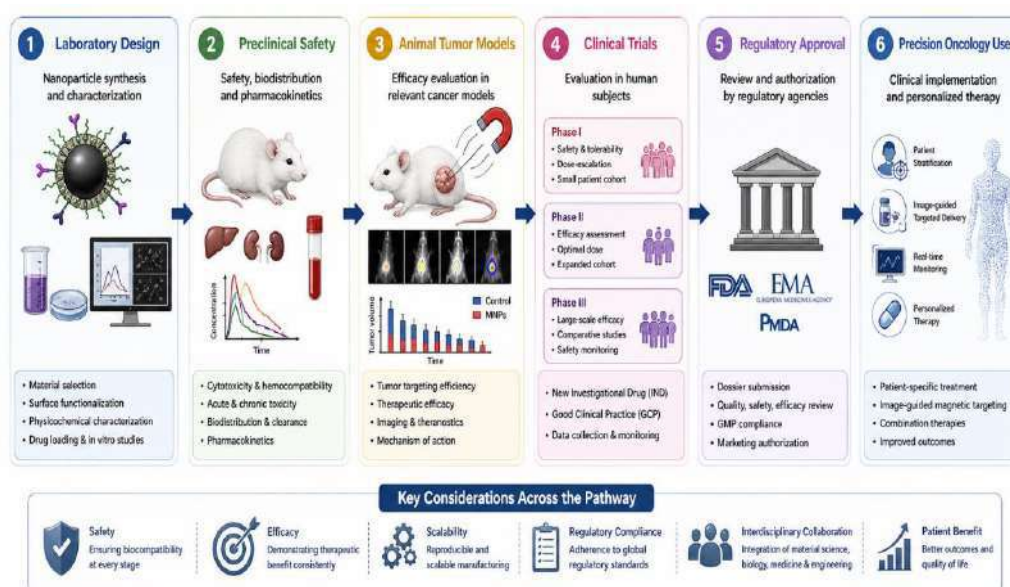 1 Laboratory Design
Nanoparticle synthesis
and characterization
• Material selection
• Surface functionalization
• Physicochemical characterization
• Drug loading & in vitro studies
2 Preclinical Safety
Safety, biodistribution
and pharmacokinetics
Concentration
Time
• Cytotoxicity & hemocompatibility
• Acute & chronic toxicity
• Biodistribution & clearance
• Pharmacokinetics
3 Animal Tumor Models
Efficacy evaluation in
relevant cancer models
Tumor volume
Control
MNPs
Time
• Tumor targeting efficiency
• Therapeutic efficacy
• Imaging & theranostics
• Mechanism of action
4 Clinical Trials
Evaluation in human
subjects
Phase I
• Safety & tolerability
• Dose-escalation
• Small patient cohort
Phase II
• Efficacy assessment
• Optimal dose
• Expanded cohort
Phase III
• Large-scale efficacy
• Comparative studies
• Safety monitoring
• New Investigational Drug (IND)
• Good Clinical Practice (GCP)
• Data collection & monitoring
5 Regulatory Approval
Review and authorization
by regulatory agencies
FDA
EMA
EUROPEAN MEDICINES AGENCY
PMDA
• Dossier submission
• Quality, safety, efficacy review
• GMP compliance
• Marketing authorization
6 Precision Oncology Use
Clinical implementation
and personalized therapy
Patient
Stratification
Image-guided
Targeted Delivery
Real-time
Monitoring
Personalized
Therapy
• Patient-specific treatment
• Image-guided magnetic targeting
• Combination therapies
• Improved outcomes
Key Considerations Across the Pathway
Safety
Ensuring biocompatibility
at every stage
Efficacy
Demonstrating therapeutic
benefit consistently
Scalability
Reproducible and
scalable manufacturing
Regulatory Compliance
Adherence to global
regulatory standards
Interdisciplinary Collaboration
Integration of material science,
biology, medicine & engineering
Patient Benefit
Better outcomes and
quality of life